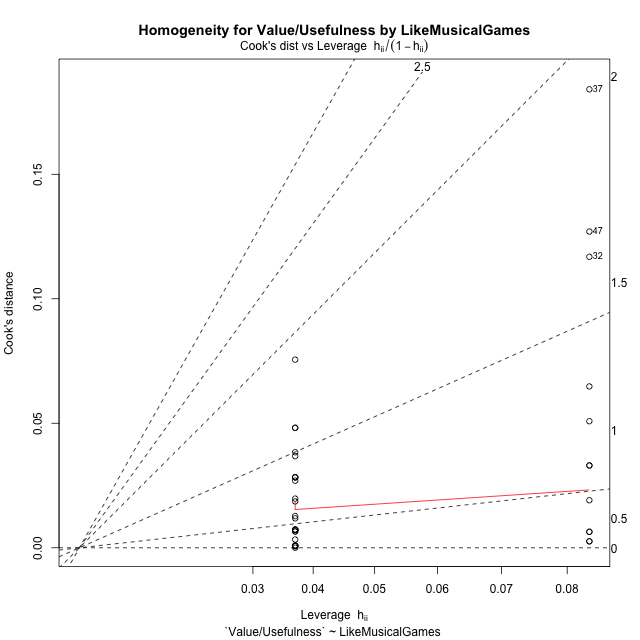 Homogeneity for Value/Usefulness by LikeMusicalGames
Cook's dist vs Leverage hii/(1 − hii)
2.5
2
37
0.15
47
32
1.5
0.10
Cook's distance
0.05
1
0.5
0.00
0
0.03 0.04 0.05 0.06 0.07 0.08
Leverage hii
`Value/Usefulness` ~ LikeMusicalGames